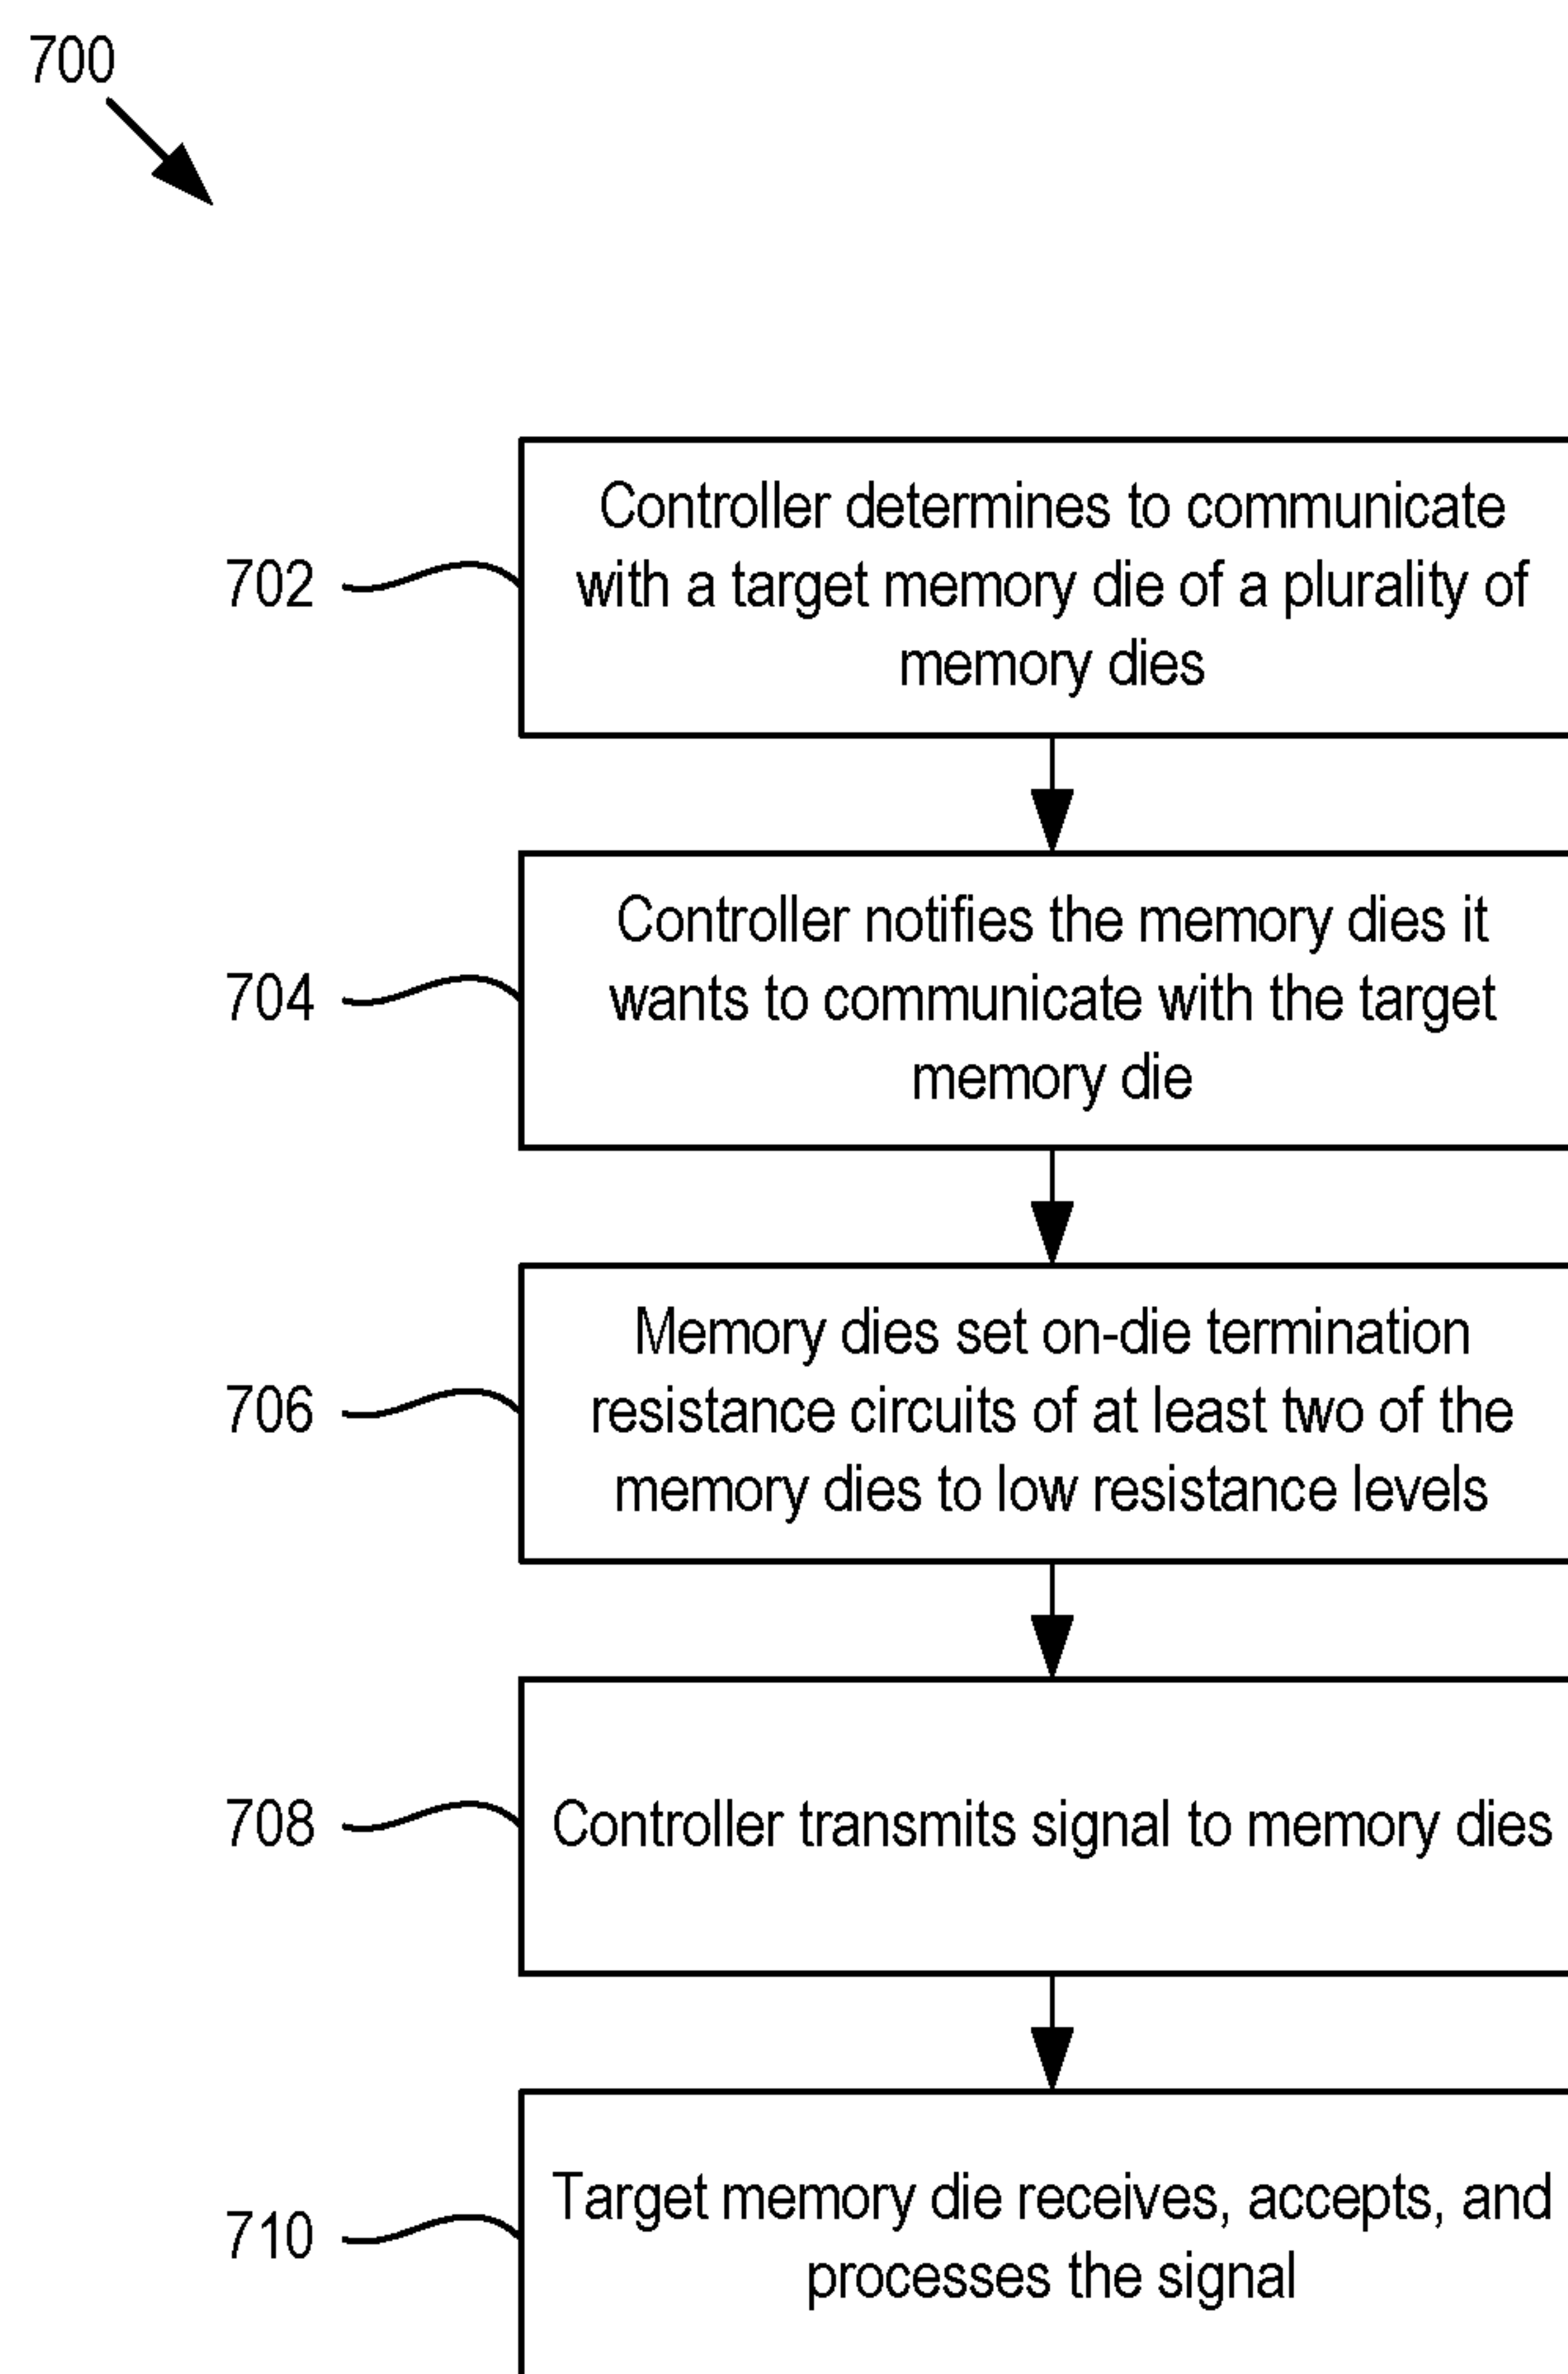 700
702
Controller determines to communicate
with a target memory die of a plurality of
memory dies
704
Controller notifies the memory dies it
wants to communicate with the target
memory die
706
Memory dies set on-die termination
resistance circuits of at least two of the
memory dies to low resistance levels
708
Controller transmits signal to memory dies
710
Target memory die receives, accepts, and
processes the signal